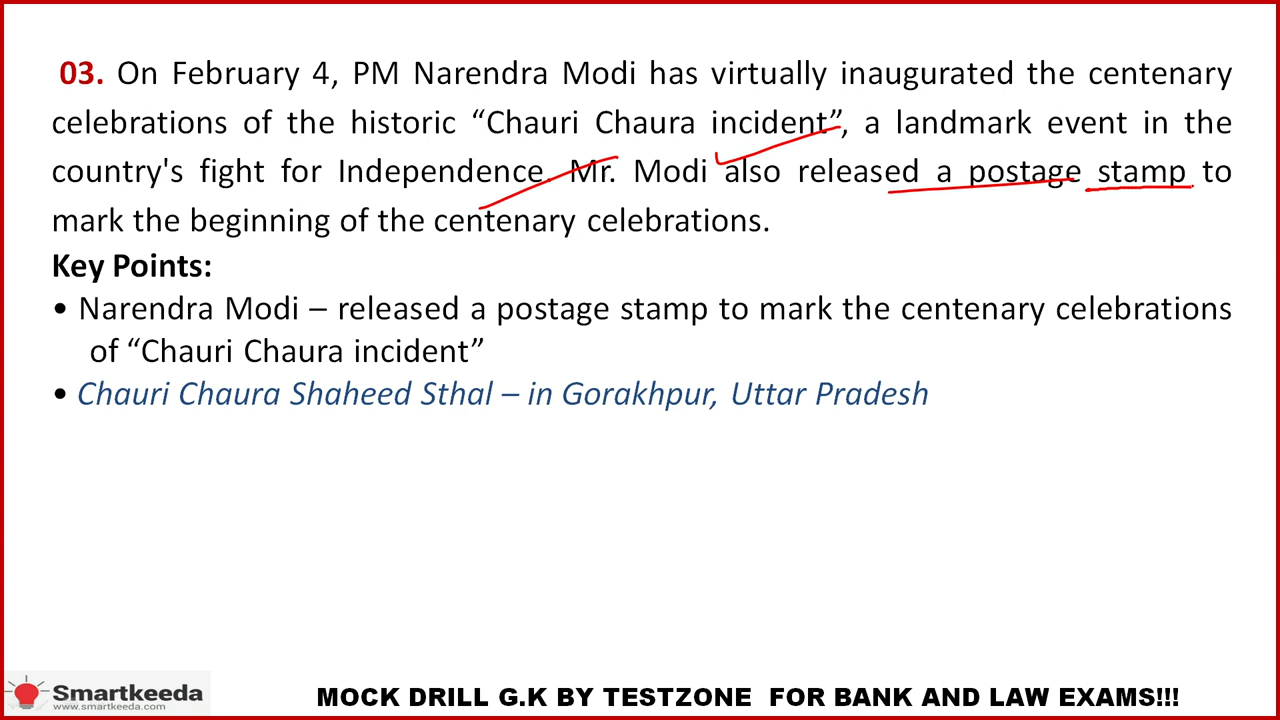 03. On February 4, PM Narendra Modi has virtually inaugurated the centenary
celebrations of the historic “Chauri Chaura incident”, a landmark event in the
country's fight for Independence. Mr. Modi also released a postage stamp to
mark the beginning of the centenary celebrations.
Key Points:
• Narendra Modi – released a postage stamp to mark the centenary celebrations
of “Chauri Chaura incident”
• Chauri Chaura Shaheed Sthal – in Gorakhpur, Uttar Pradesh
Smartkeeda
www.smartkeeda.com
MOCK DRILL G.K BY TESTZONE FOR BANK AND LAW EXAMS!!!